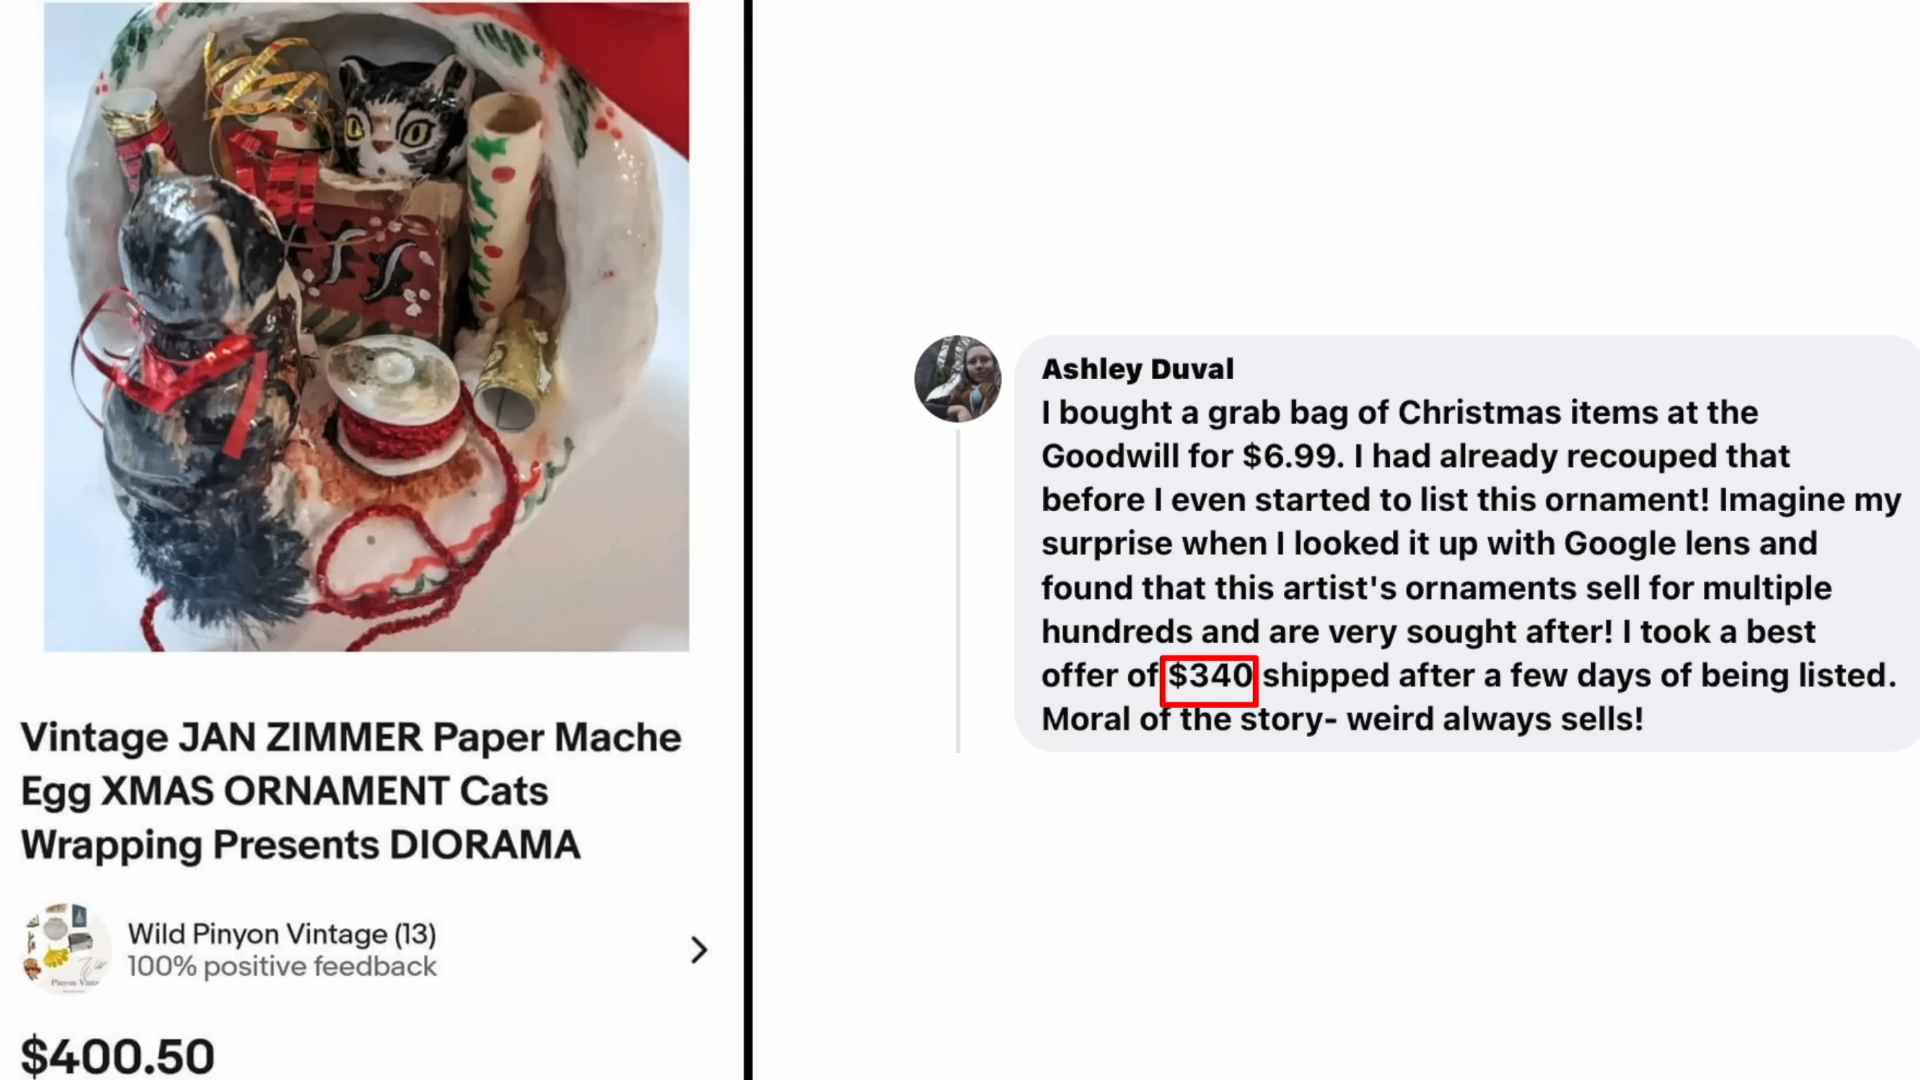 Vintage JAN ZIMMER Paper Mache
Egg XMAS ORNAMENT Cats
Wrapping Presents DIORAMA
Wild Pinyon Vintage (13)
100% positive feedback
$400.50
Ashley Duval
I bought a grab bag of Christmas items at the
Goodwill for $6.99. I had already recouped that
before I even started to list this ornament! Imagine my
surprise when I looked it up with Google lens and
found that this artist's ornaments sell for multiple
hundreds and are very sought after! I took a best
offer of $340 shipped after a few days of being listed.
Moral of the story- weird always sells!